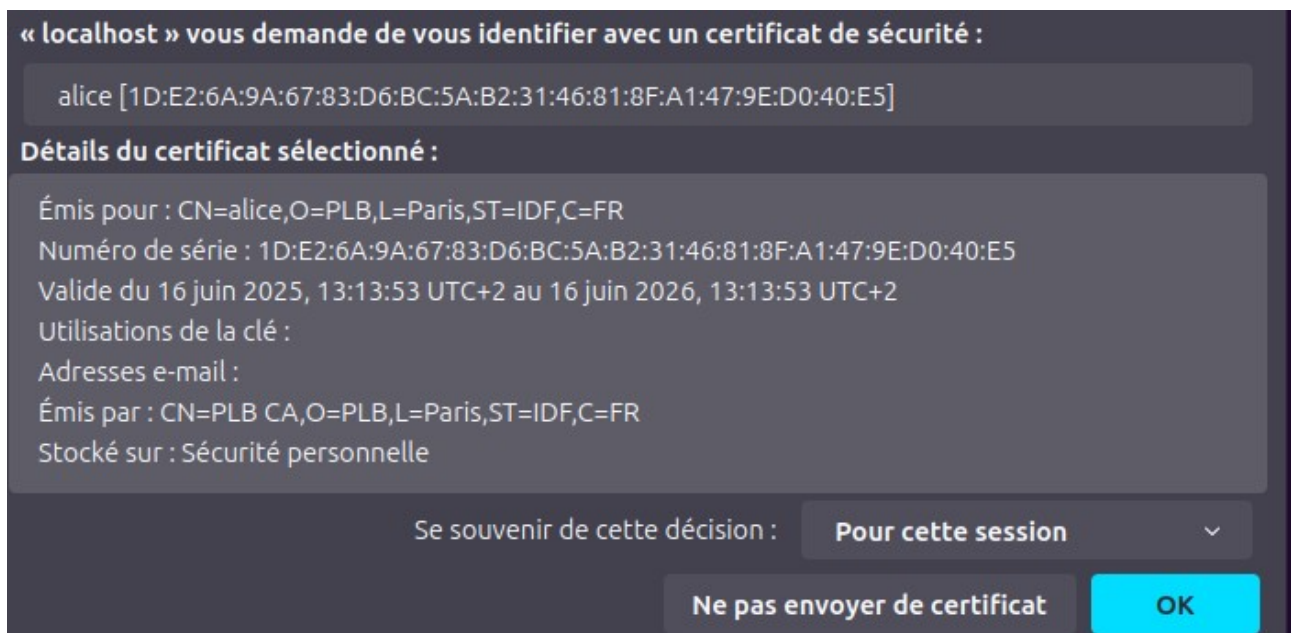 « localhost » vous demande de vous identifier avec un certificat de sécurité :
alice [1D:E2:6A:9A:67:83:D6:BC:5A:B2:31:46:81:8F:A1:47:9E:D0:40:E5]
Détails du certificat sélectionné :
Émis pour : CN=alice,O=PLB,L=Paris,ST=IDF,C=FR
Numéro de série : 1D:E2:6A:9A:67:83:D6:BC:5A:B2:31:46:81:8F:A1:47:9E:D0:40:E5
Valide du 16 juin 2025, 13:13:53 UTC+2 au 16 juin 2026, 13:13:53 UTC+2
Utilisations de la clé :
Adresses e-mail :
Émis par : CN=PLB CA,O=PLB,L=Paris,ST=IDF,C=FR
Stocké sur : Sécurité personnelle
Se souvenir de cette décision : Pour cette session
Ne pas envoyer de certificat OK